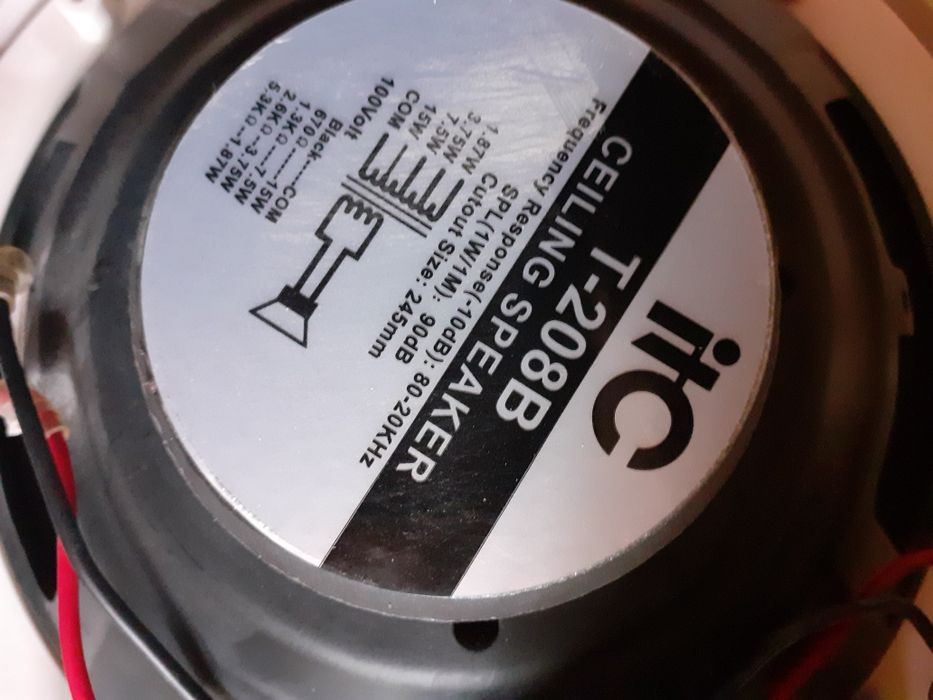 itc
T-208B
CEILING SPEAKER
Frequency Response(-10dB): 80-20KHz
SPL(1W/1M): 90dB
Cutout Size: 245mm
1.87W
3.75W
7.5W
15W
COM
100Volt
Black------COM
670Ω------15W
1.3KΩ----7.5W
2.6KΩ--3.75W
5.3KΩ--1.87W